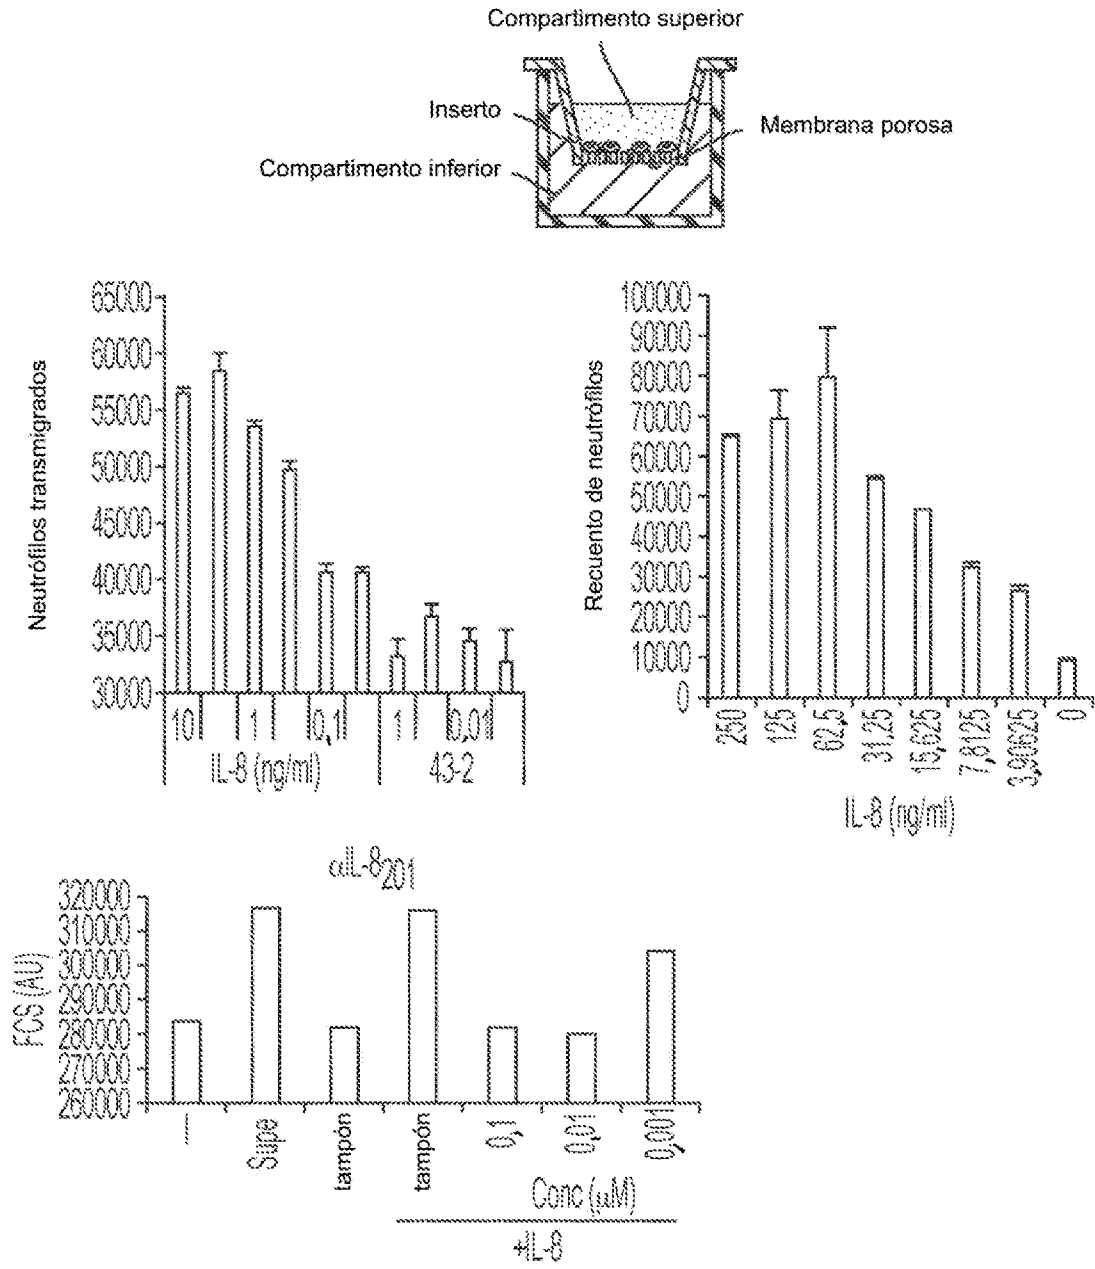 Compartimento superior
Inserto
Membrana porosa
Compartimento inferior
Neutrófilos transmigrados
65000
60000
55000
50000
45000
40000
35000
30000
10 1 0,1 1 0,01
IL-8 (ng/ml) 43-2
Recuento de neutrófilos
100000
90000
80000
70000
60000
50000
40000
30000
20000
10000
0
250 125 62,5 31,25 15,625 7,8125 3,90625 0
IL-8 (ng/ml)
αIL-8201
FCS (AU)
320000
310000
300000
290000
280000
270000
260000
— Supe tampón tampón 0,1 0,01 0,001
Conc (µM)
+IL-8